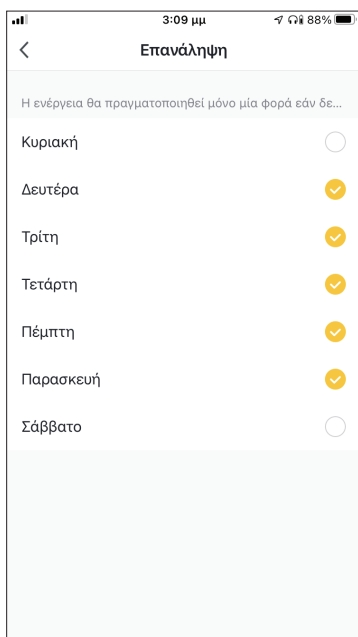 3:09 μμ 88%
Επανάληψη
Η ενέργεια θα πραγματοποιηθεί μόνο μία φορά εάν δε...
Κυριακή
Δευτέρα
Τρίτη
Τετάρτη
Πέμπτη
Παρασκευή
Σάββατο